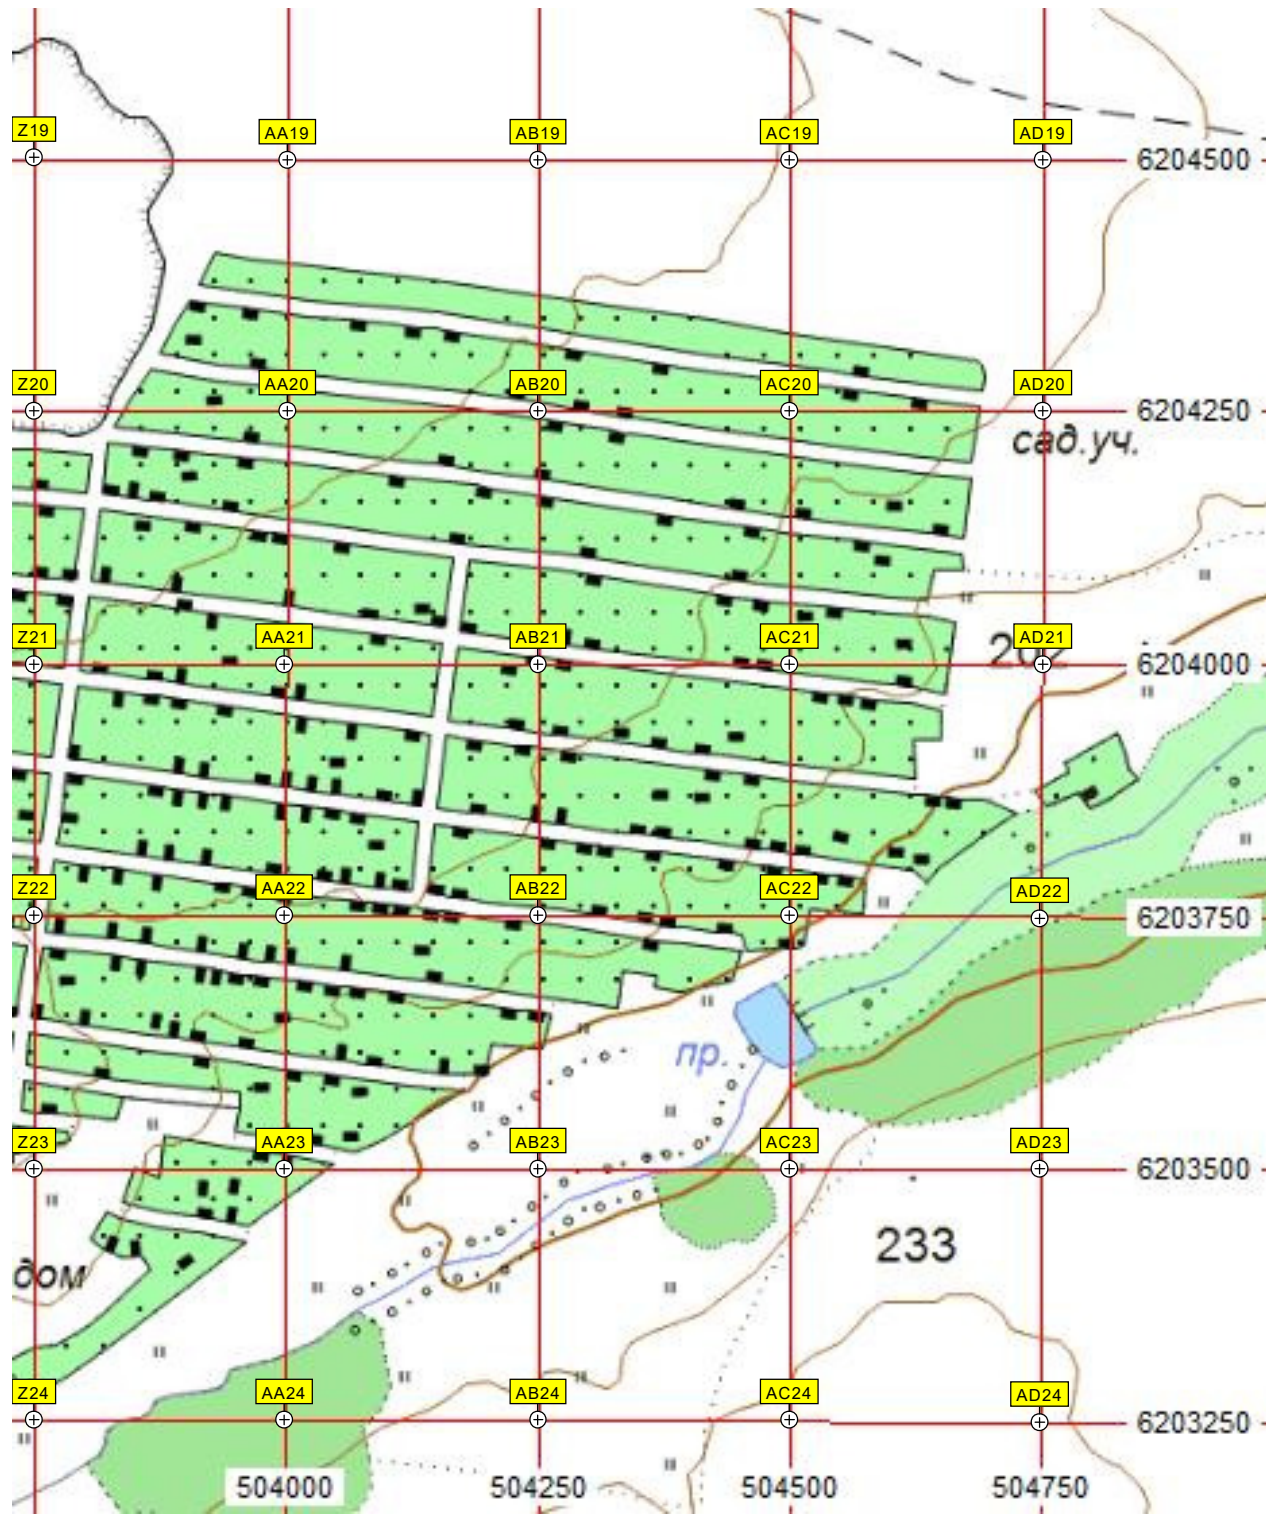 Z19 AA19 AB19 AC19 AD19
6204500
Z20 AA20 AB20 AC20 AD20
6204250
сад.уч.
Z21 AA21 AB21 AC21 AD21
202
6204000
Z22 AA22 AB22 AC22 AD22
6203750
пр.
Z23 AA23 AB23 AC23 AD23
6203500
233
дом
Z24 AA24 AB24 AC24 AD24
6203250
504000 504250 504500 504750